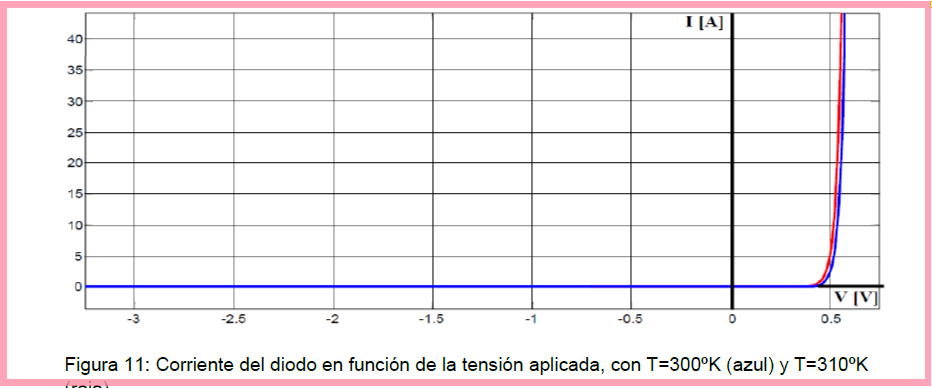 I [A]
40
35
30
25
20
15
10
5
0
V [V]
-3 -2.5 -2 -1.5 -1 -0.5 0 0.5
Figura 11: Corriente del diodo en función de la tensión aplicada, con T=300ºK (azul) y T=310ºK